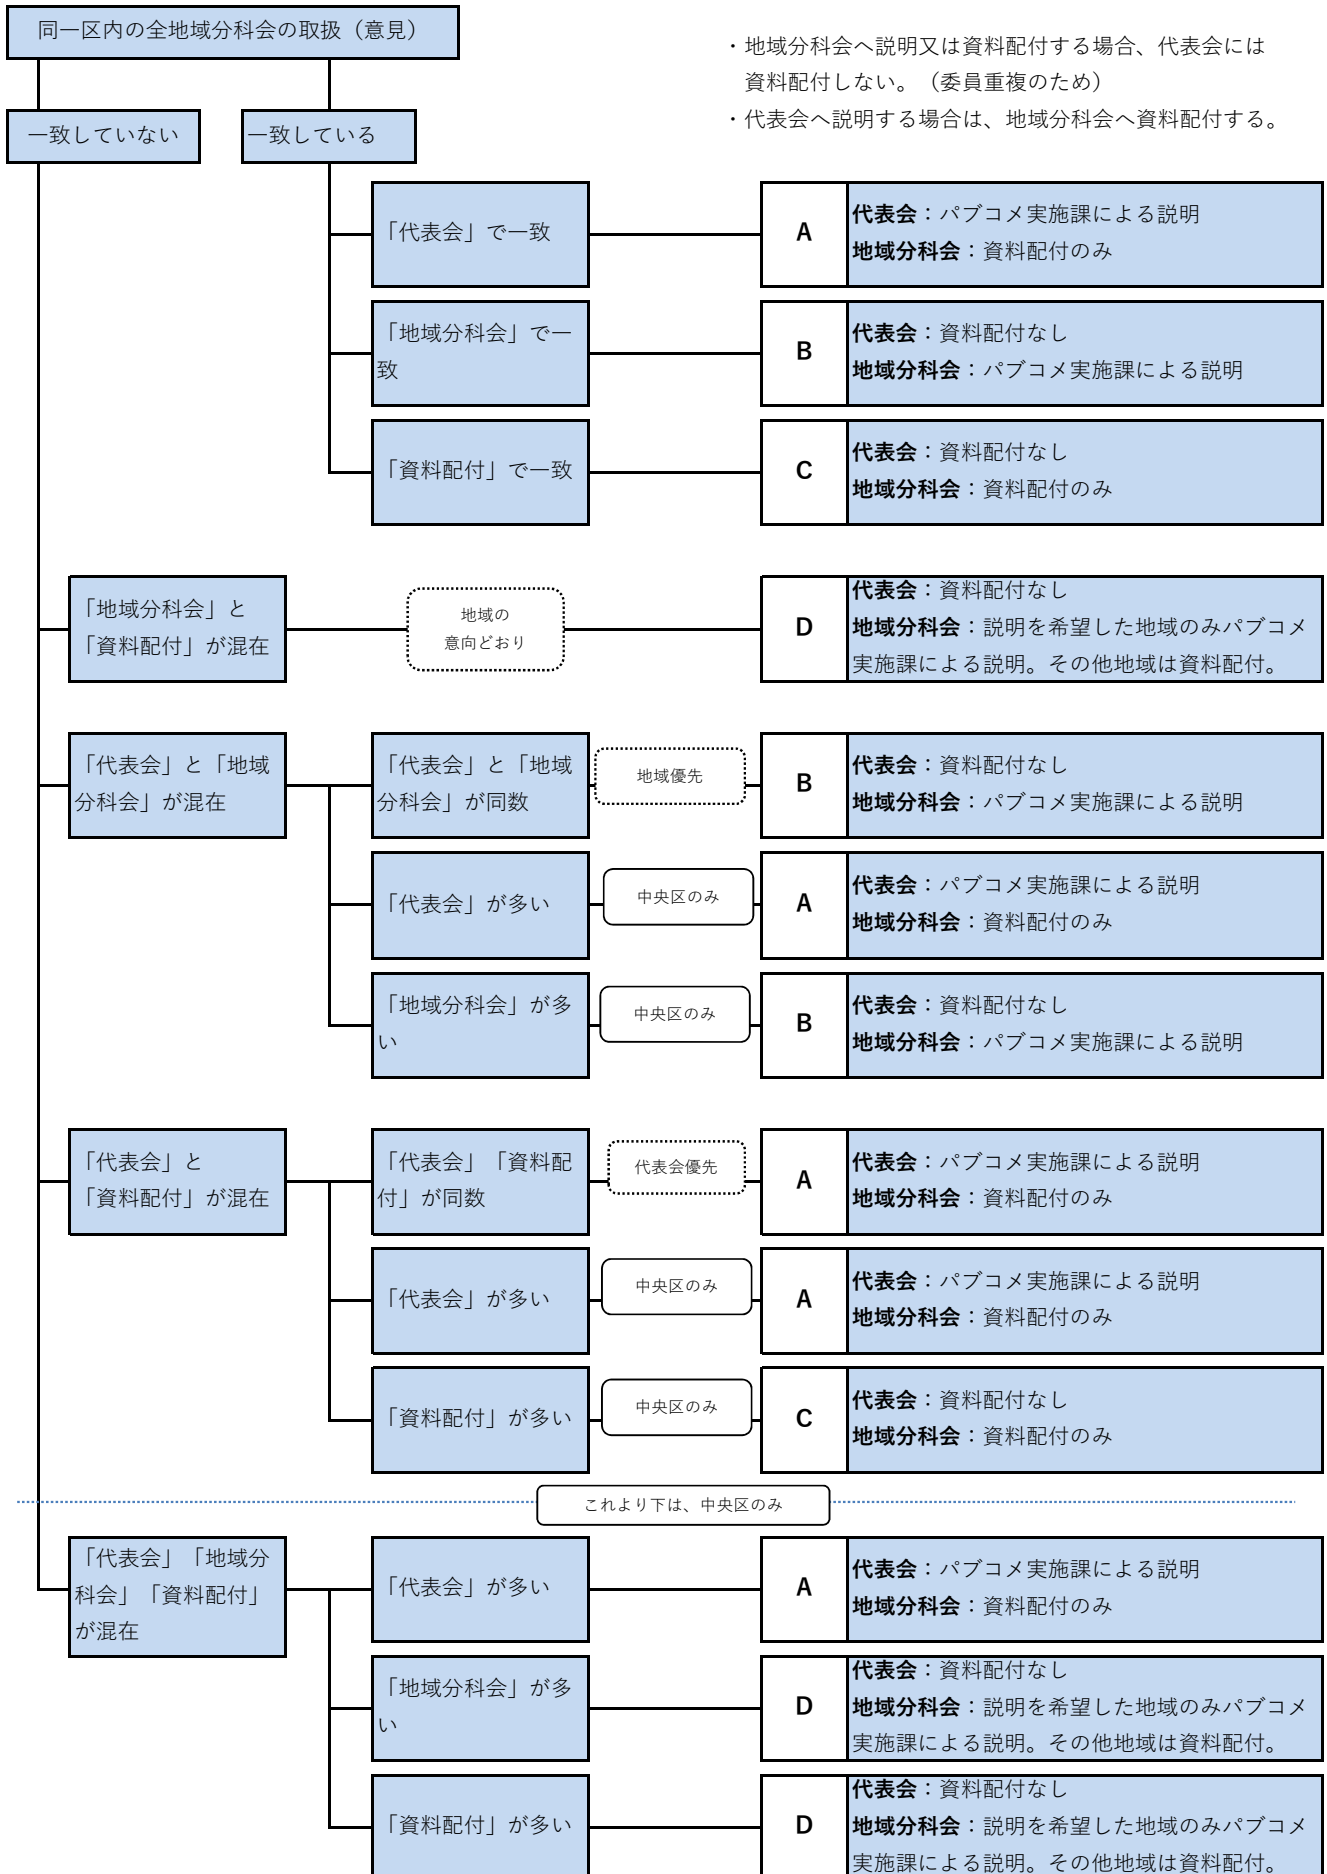 同一区内の全地域分科会の取扱（意見）
・地域分科会へ説明又は資料配付する場合、代表会には
資料配付しない。（委員重複のため）
・代表会へ説明する場合は、地域分科会へ資料配付する。
一致していない
一致している
「代表会」で一致
A
代表会：パブコメ実施課による説明
地域分科会：資料配付のみ
「地域分科会」で一
致
B
代表会：資料配付なし
地域分科会：パブコメ実施課による説明
「資料配付」で一致
C
代表会：資料配付なし
地域分科会：資料配付のみ
「地域分科会」と
「資料配付」が混在
地域の
意向どおり
D
代表会：資料配付なし
地域分科会：説明を希望した地域のみパブコメ
実施課による説明。その他地域は資料配付。
「代表会」と「地域
分科会」が混在
「代表会」と「地域
分科会」が同数
地域優先
B
代表会：資料配付なし
地域分科会：パブコメ実施課による説明
「代表会」が多い
中央区のみ
A
代表会：パブコメ実施課による説明
地域分科会：資料配付のみ
「地域分科会」が多
い
中央区のみ
B
代表会：資料配付なし
地域分科会：パブコメ実施課による説明
「代表会」と
「資料配付」が混在
「代表会」「資料配
付」が同数
代表会優先
A
代表会：パブコメ実施課による説明
地域分科会：資料配付のみ
「代表会」が多い
中央区のみ
A
代表会：パブコメ実施課による説明
地域分科会：資料配付のみ
「資料配付」が多い
中央区のみ
C
代表会：資料配付なし
地域分科会：資料配付のみ
これより下は、中央区のみ
「代表会」「地域分
科会」「資料配付」
が混在
「代表会」が多い
A
代表会：パブコメ実施課による説明
地域分科会：資料配付のみ
「地域分科会」が多
い
D
代表会：資料配付なし
地域分科会：説明を希望した地域のみパブコメ
実施課による説明。その他地域は資料配付。
「資料配付」が多い
D
代表会：資料配付なし
地域分科会：説明を希望した地域のみパブコメ
実施課による説明。その他地域は資料配付。